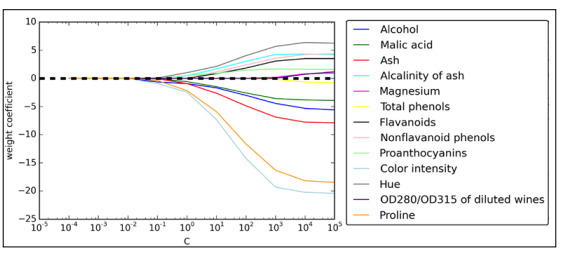 10
5
0
−5
−10
−15
−20
−25
weight coefficient
10^-5 10^-4 10^-3 10^-2 10^-1 10^0 10^1 10^2 10^3 10^4 10^5
C
Alcohol
Malic acid
Ash
Alcalinity of ash
Magnesium
Total phenols
Flavanoids
Nonflavanoid phenols
Proanthocyanins
Color intensity
Hue
OD280/OD315 of diluted wines
Proline